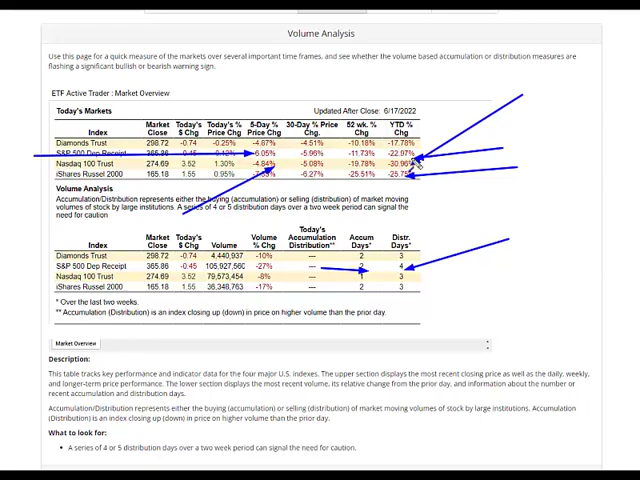 Volume Analysis
Use this page for a quick measure of the markets over several important time frames, and see whether the volume based accumulation or distribution measures are
flashing a significant bullish or bearish warning sign.
ETF Active Trader : Market Overview
Today's Markets Updated After Close: 6/17/2022
Index Market Close Today's $ Chg Today's % Price Chg 5-Day % Price Chg 30-Day % Price Chg. 52 wk. % Chg YTD % Chg
Diamonds Trust 298.72 -0.74 -0.25% -4.87% -4.51% -10.18% -17.78%
S&P 500 Dep Receipt 365.86 -0.45 -0.12% -6.05% -5.96% -11.73% -22.97%
Nasdaq 100 Trust 274.69 3.52 1.30% -4.84% -5.08% -19.78% -30.96%
iShares Russel 2000 165.18 1.55 0.95% -6.27% -25.51% -25.75%
Volume Analysis
Accumulation/Distribution represents either the buying (accumulation) or selling (distribution) of market
moving volumes of stock by large institutions. A series of 4 or 5 distribution days over a two week period can signal the
need for caution
Index Market Close Today's $ Chg Volume Volume % Chg Today's Accumulation Distribution** Accum Days* Distr. Days*
Diamonds Trust 298.72 -0.74 4,440,937 -10% --- 2 3
S&P 500 Dep Receipt 365.86 -0.45 105,927,560 -27% --- 2 4
Nasdaq 100 Trust 274.69 3.52 79,573,454 -8% --- 3
iShares Russel 2000 165.18 1.55 36,348,763 -17% --- 2 3
* Over the last two weeks.
** Accumulation (Distribution) is an index closing up (down) in price on higher volume than the prior day.
Market Overview
Description:
This table tracks key performance and indicator data for the four major U.S. indexes. The upper section displays the most recent closing price as well as the daily, weekly,
and longer-term price performance. The lower section displays the most recent volume, its relative change from the prior day, and information about the number or
recent accumulation and distribution days.
Accumulation/Distribution represents either the buying (accumulation) or selling (distribution) of market moving volumes of stock by large institutions. Accumulation
(Distribution) is an index closing up (down) in price on higher volume than the prior day.
What to look for:
• A series of 4 or 5 distribution days over a two week period can signal the need for caution.